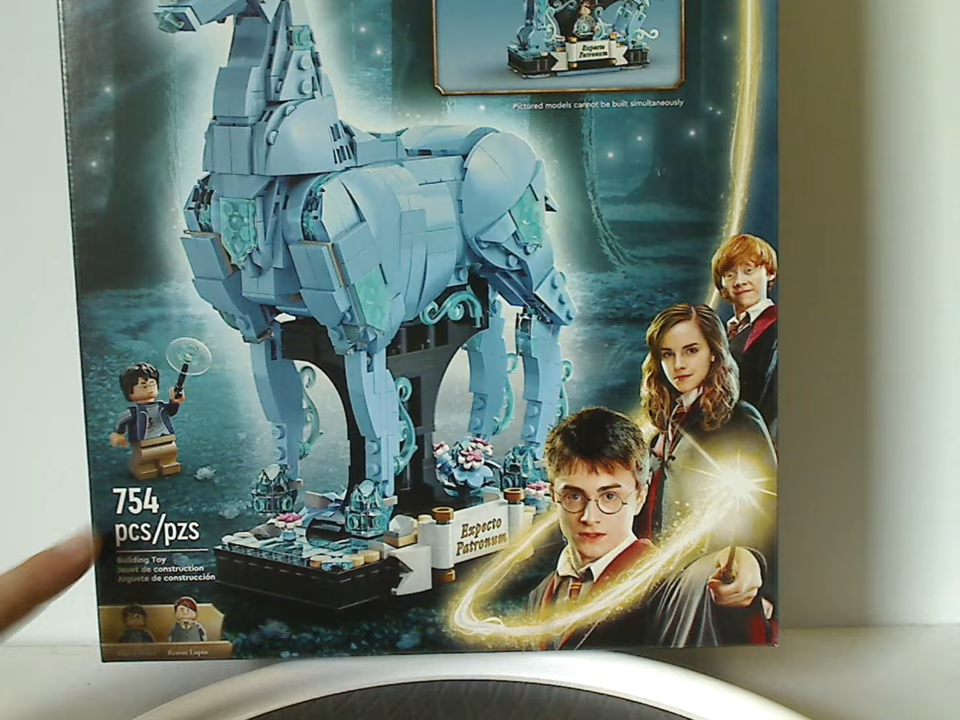 Expecto
Patronum
Pictured models cannot be built simultaneously
754
pcs/pzs
Building Toy
Jouet de construction
Juguete de construcción
Expecto
Patronum
Remus Lupin